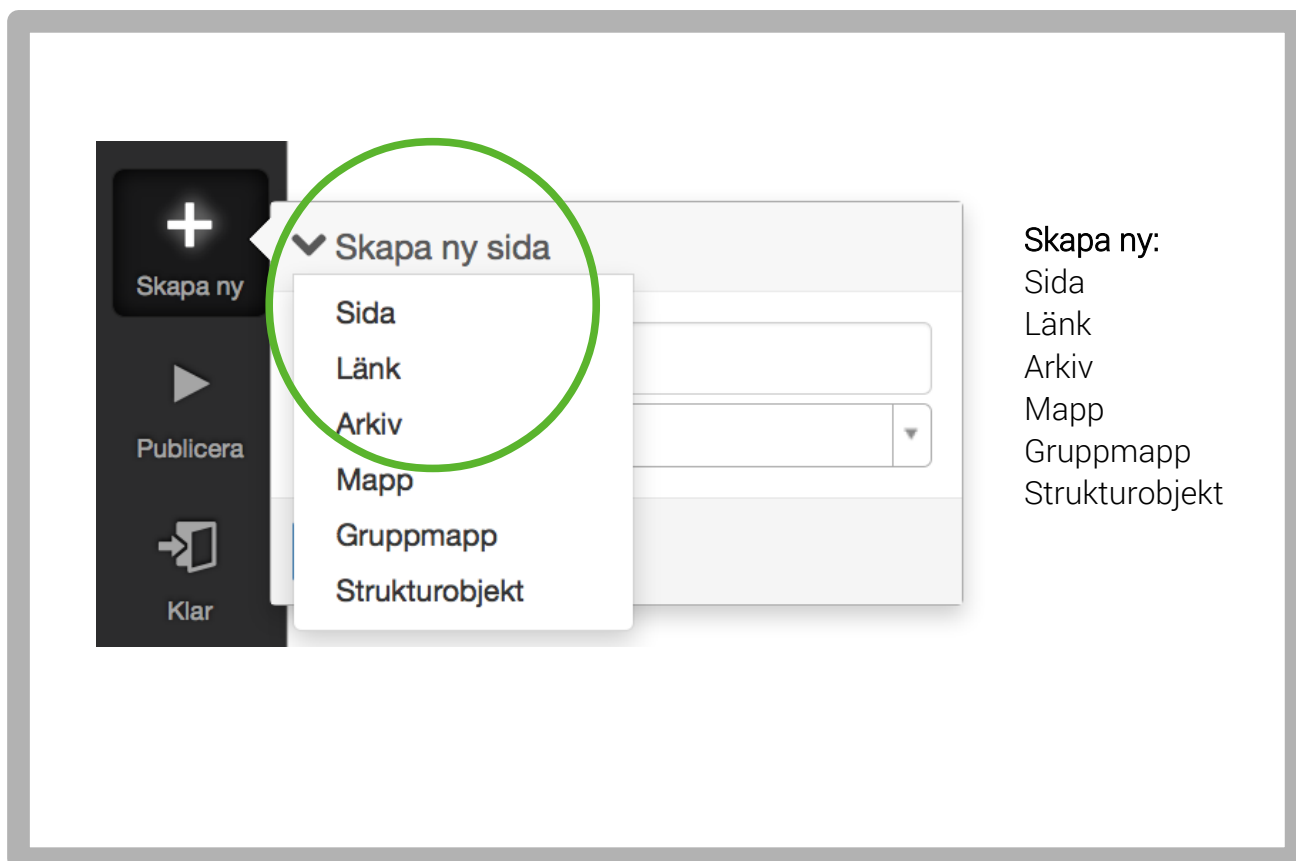 Skapa ny
Publicera
Klar
Skapa ny sida
Sida
Länk
Arkiv
Mapp
Gruppmapp
Strukturobjekt
Skapa ny:
Sida
Länk
Arkiv
Mapp
Gruppmapp
Strukturobjekt